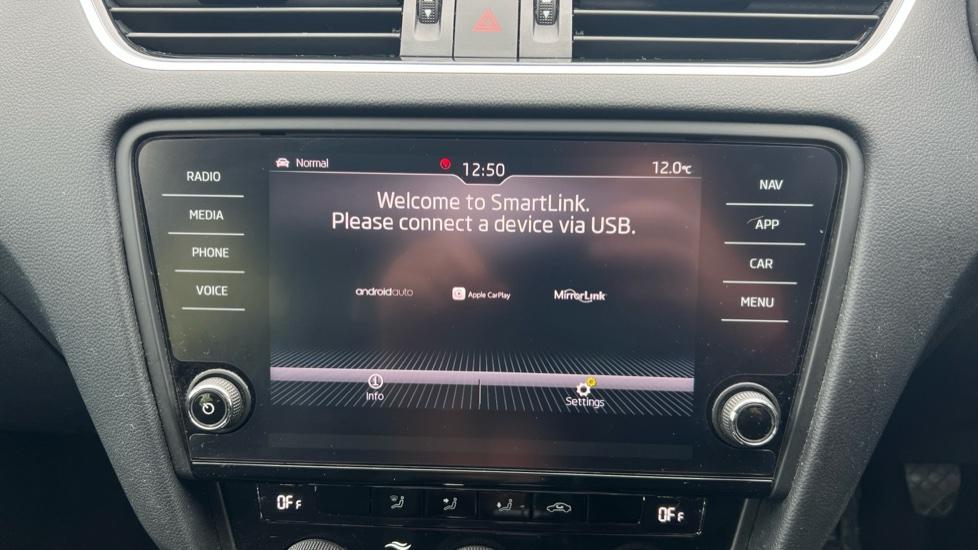 Normal
12:50
12.0°C
RADIO
MEDIA
PHONE
VOICE
Welcome to SmartLink.
Please connect a device via USB.
androidauto
Apple CarPlay
MirrorLink
Info
Settings
NAV
APP
CAR
MENU
OFF
OFF